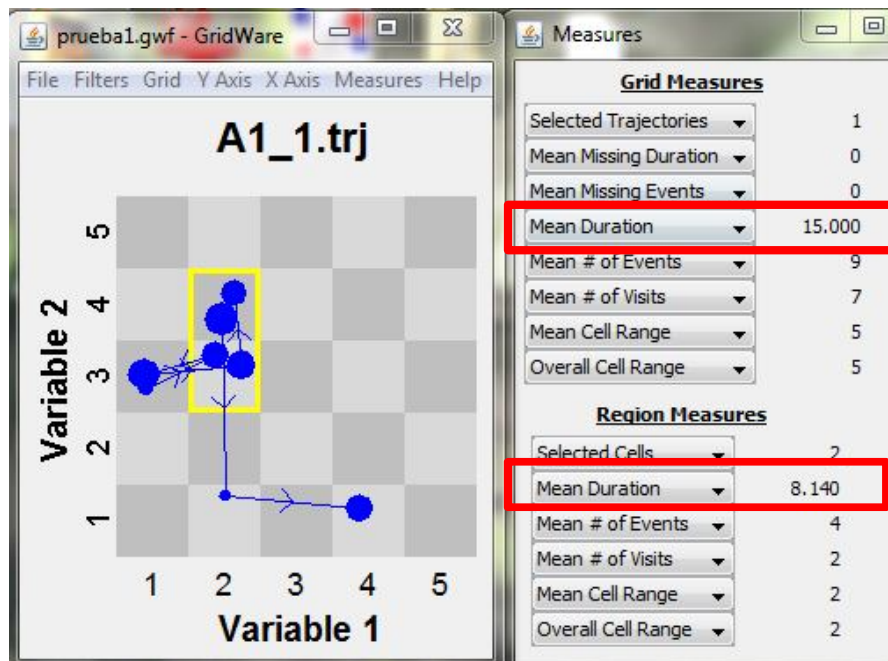 prueba1.gwf - GridWare
File Filters Grid Y Axis X Axis Measures Help
A1_1.trj
5
4
3
2
1
Variable 2
1 2 3 4 5
Variable 1
Measures
Grid Measures
Selected Trajectories 1
Mean Missing Duration 0
Mean Missing Events 0
Mean Duration 15.000
Mean # of Events 9
Mean # of Visits 7
Mean Cell Range 5
Overall Cell Range 5
Region Measures
Selected Cells 2
Mean Duration 8.140
Mean # of Events 4
Mean # of Visits 2
Mean Cell Range 2
Overall Cell Range 2